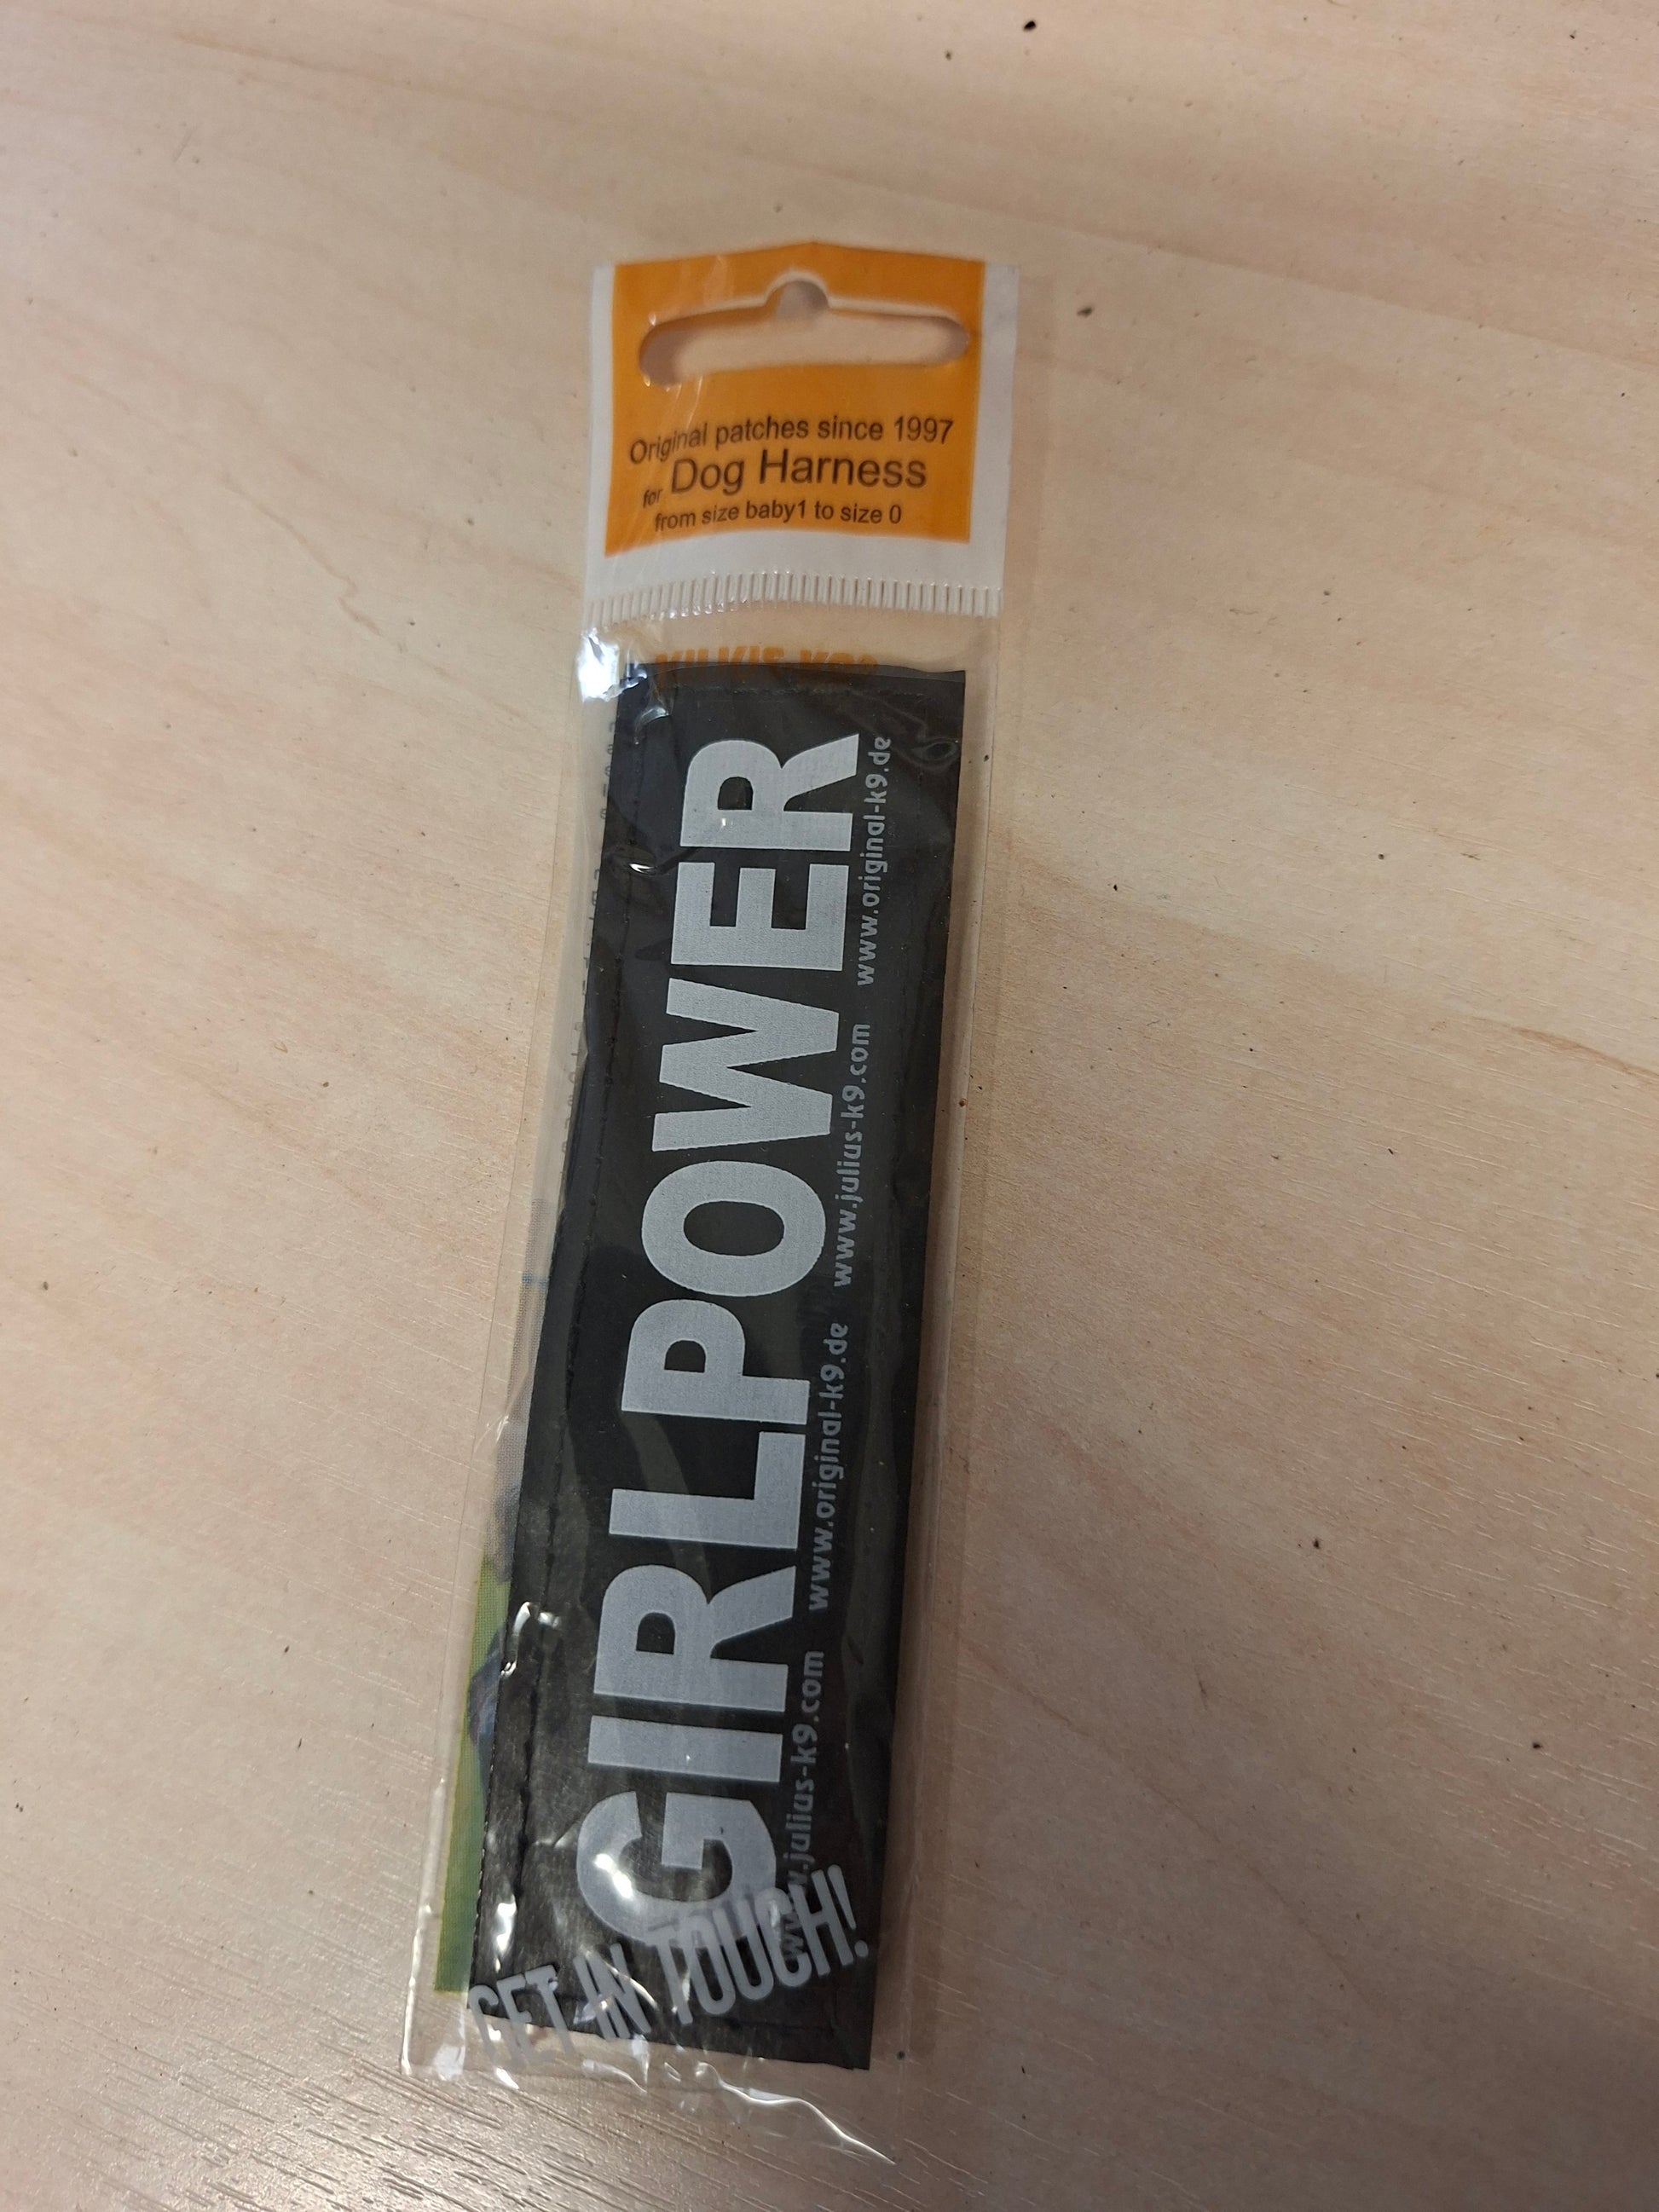 Original patches since 1997
for Dog Harness
from size baby1 to size 0
GIRLPOWER
www.julius-k9.com www.original-k9.de www.julius-k9.com www.original-k9.de
GET IN TOUCH!